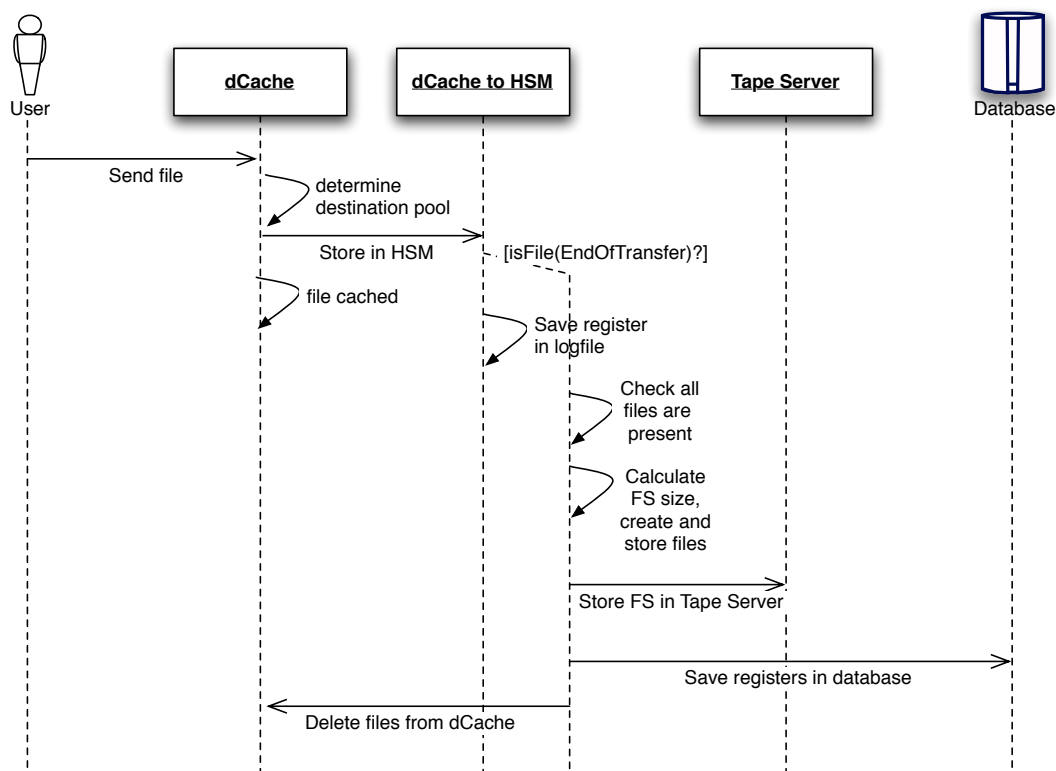 User
dCache
dCache to HSM
Tape Server
Database
Send file
determine
destination pool
Store in HSM
[isFile(EndOfTransfer)?]
file cached
Save register
in logfile
Check all
files are
present
Calculate
FS size,
create and
store files
Store FS in Tape Server
Save registers in database
Delete files from dCache